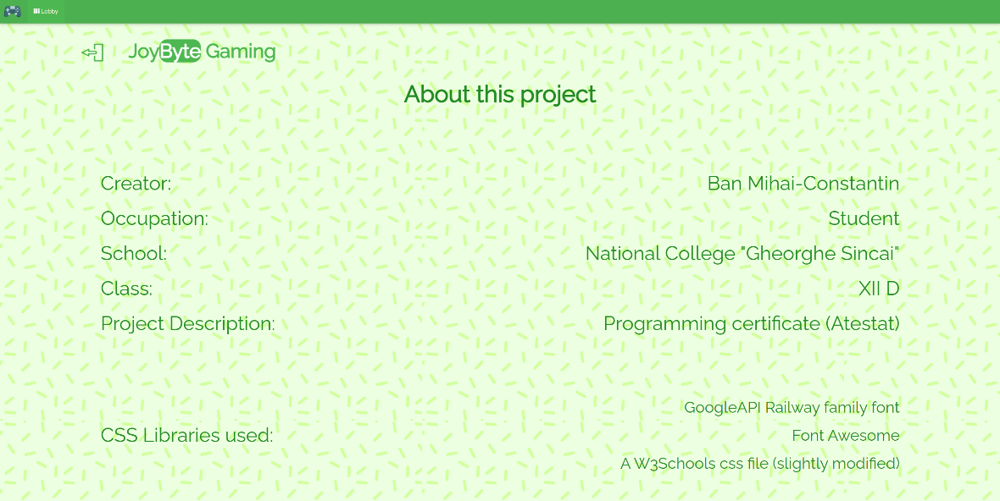 Lobby
JoyByte Gaming
About this project
Creator: Ban Mihai-Constantin
Occupation: Student
School: National College "Gheorghe Sincai"
Class: XII D
Project Description: Programming certificate (Atestat)
GoogleAPI Railway family font
CSS Libraries used: Font Awesome
A W3Schools css file (slightly modified)